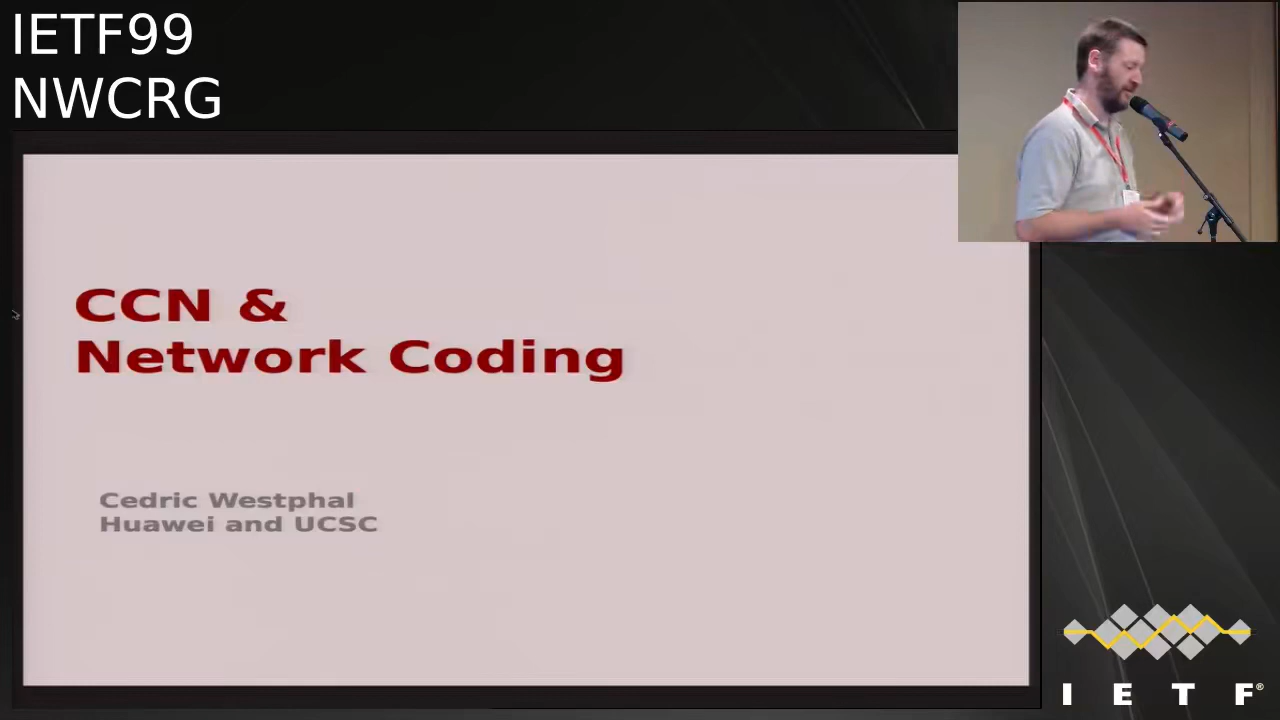 IETF99
NWCRG
CCN &
Network Coding
Cedric Westphal
Huawei and UCSC
I E T F®